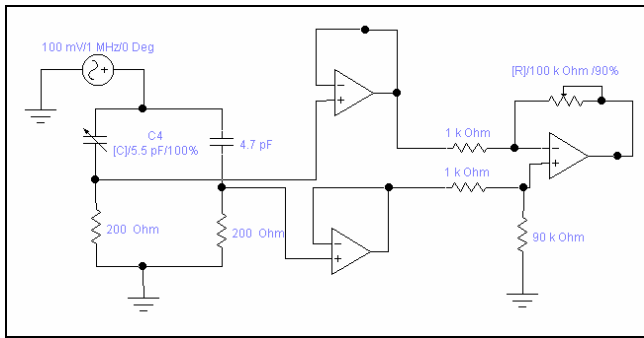 100 mV/1 MHz/0 Deg
[R]/100 k Ohm /90%
C4
[C]/5.5 pF/100%
4.7 pF
1 k Ohm
1 k Ohm
200 Ohm
200 Ohm
90 k Ohm